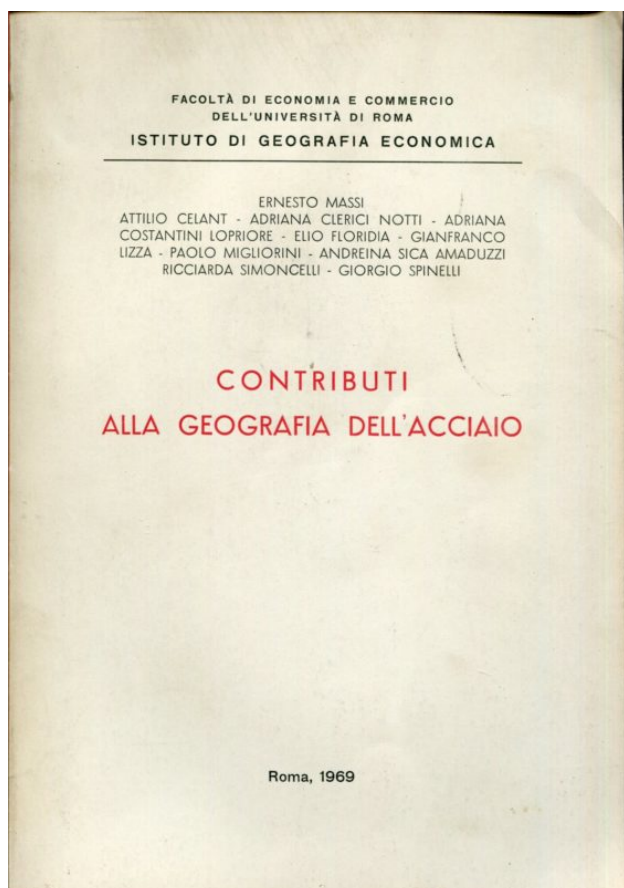 FACOLTÀ DI ECONOMIA E COMMERCIO
DELL'UNIVERSITÀ DI ROMA
ISTITUTO DI GEOGRAFIA ECONOMICA
ERNESTO MASSI
ATTILIO CELANT - ADRIANA CLERICI NOTTI - ADRIANA
COSTANTINI LOPRIORE - ELIO FLORIDIA - GIANFRANCO
LIZZA - PAOLO MIGLIORINI - ANDREINA SICA AMADUZZI
RICCIARDA SIMONCELLI - GIORGIO SPINELLI
CONTRIBUTI
ALLA GEOGRAFIA DELL'ACCIAIO
Roma, 1969